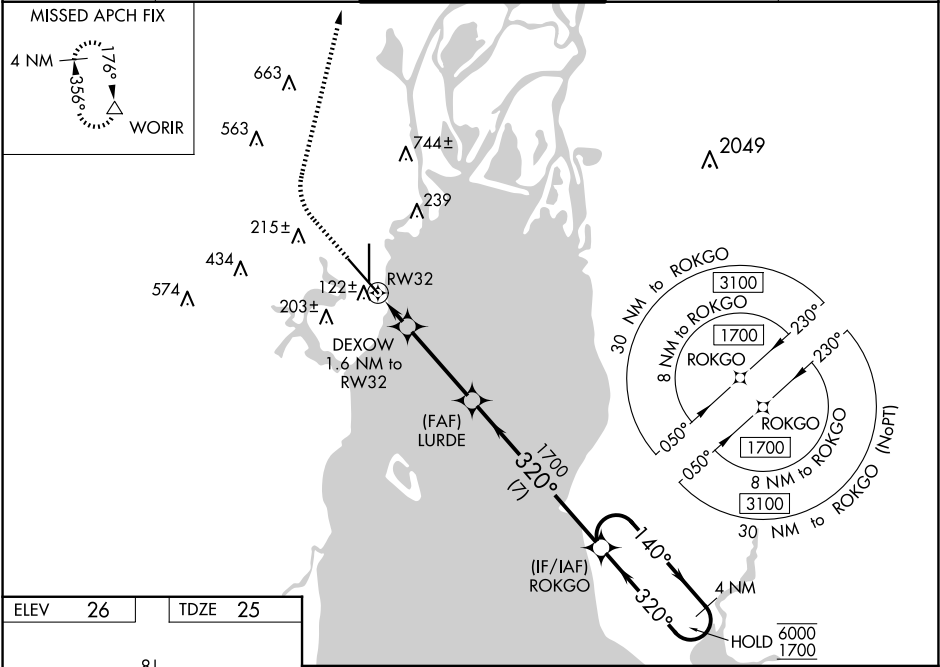 MISSED APCH FIX
4 NM
176°
356°
WORIR
663
563
744±
2049
239
215±
434
574
122±
RW32
203±
DEXOW
1.6 NM to
RW32
(FAF)
LURDE
1700
320°
(7)
(IF/IAF)
ROKGO
140°
320°
4 NM
HOLD
6000
1700
30 NM to ROKGO
3100
8 NM to ROKGO
1700
230°
ROKGO
050°
230°
ROKGO
050°
1700
8 NM to ROKGO
3100
30 NM to ROKGO (NoPT)
ELEV 26
TDZE 25